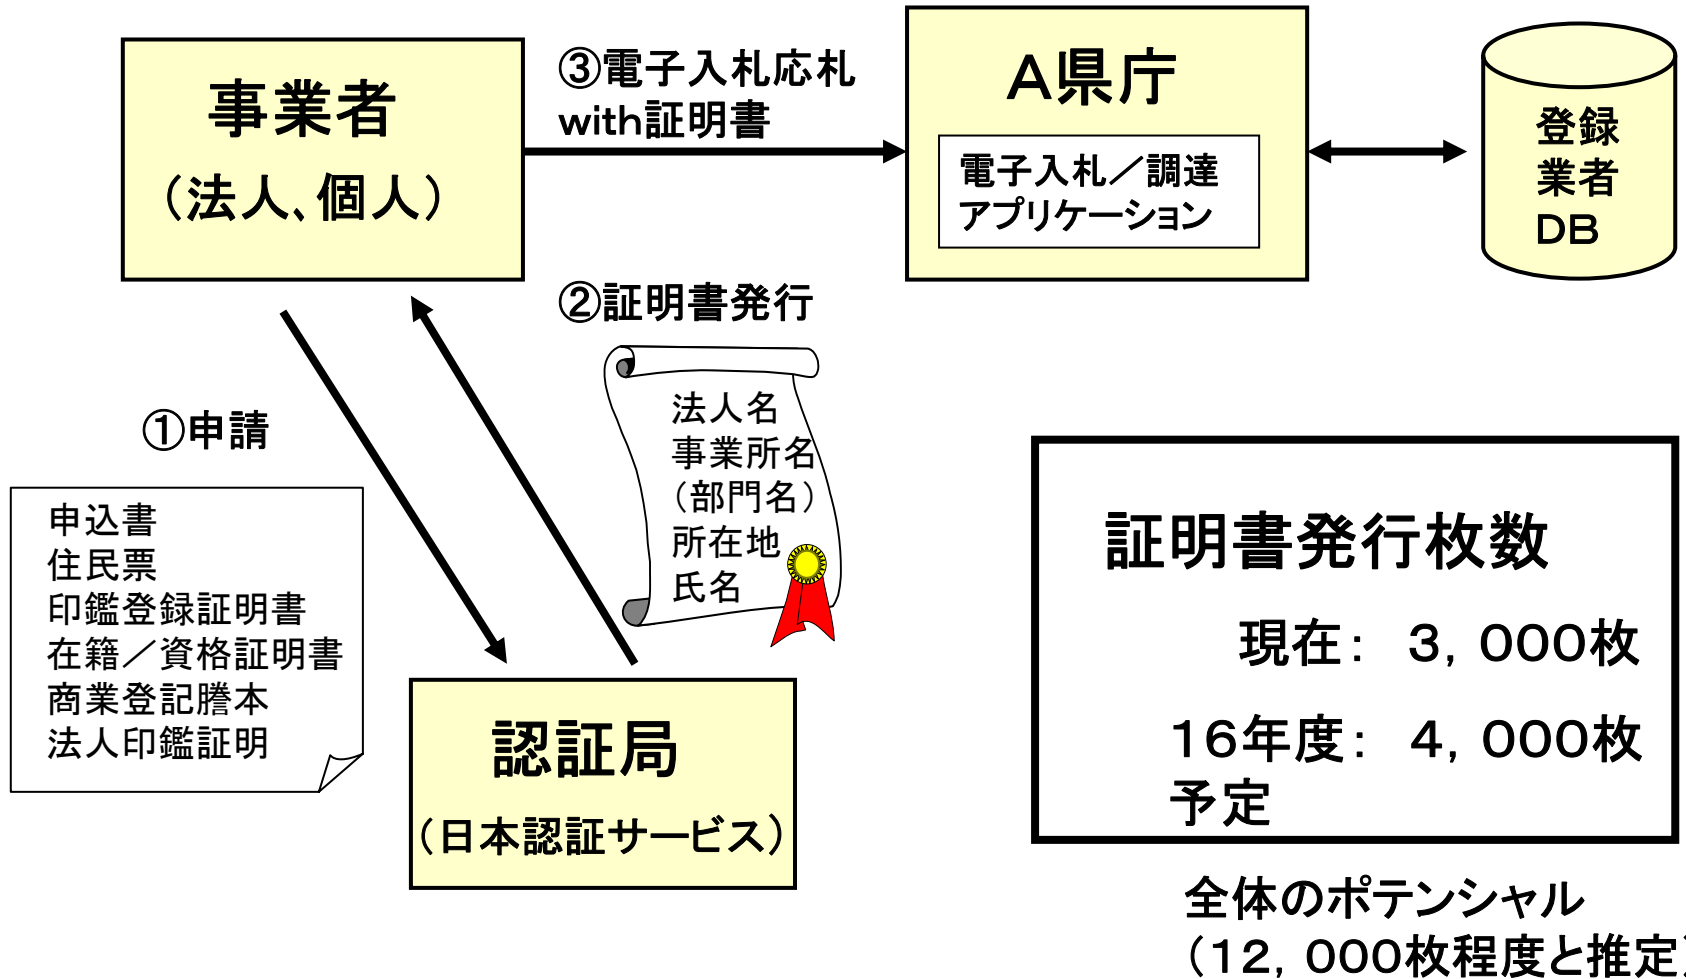 事業者
（法人、個人）
③電子入札応札
with証明書
A県庁
電子入札／調達
アプリケーション
登録
業者
DB
②証明書発行
法人名
事業所名
（部門名）
所在地
氏名
①申請
申込書
住民票
印鑑登録証明書
在籍／資格証明書
商業登記謄本
法人印鑑証明
認証局
（日本認証サービス）
証明書発行枚数
現在： ３，０００枚
１６年度： ４，０００枚
予定
全体のポテンシャル
（１２，０００枚程度と推定）